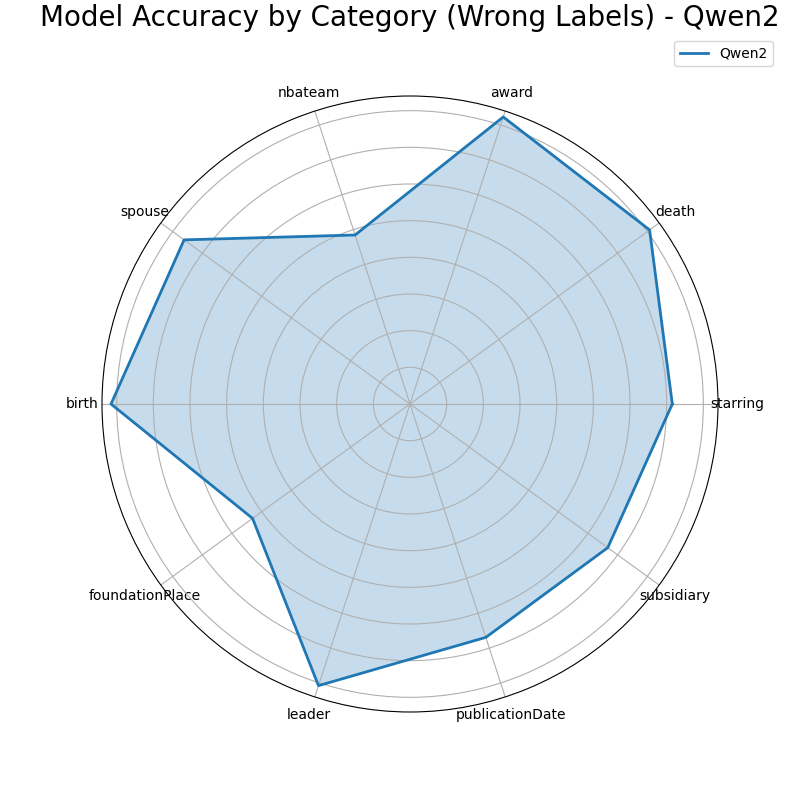 Model Accuracy by Category (Wrong Labels) - Qwen2
Qwen2
nbateam
award
spouse
death
birth
starring
foundationPlace
subsidiary
leader
publicationDate